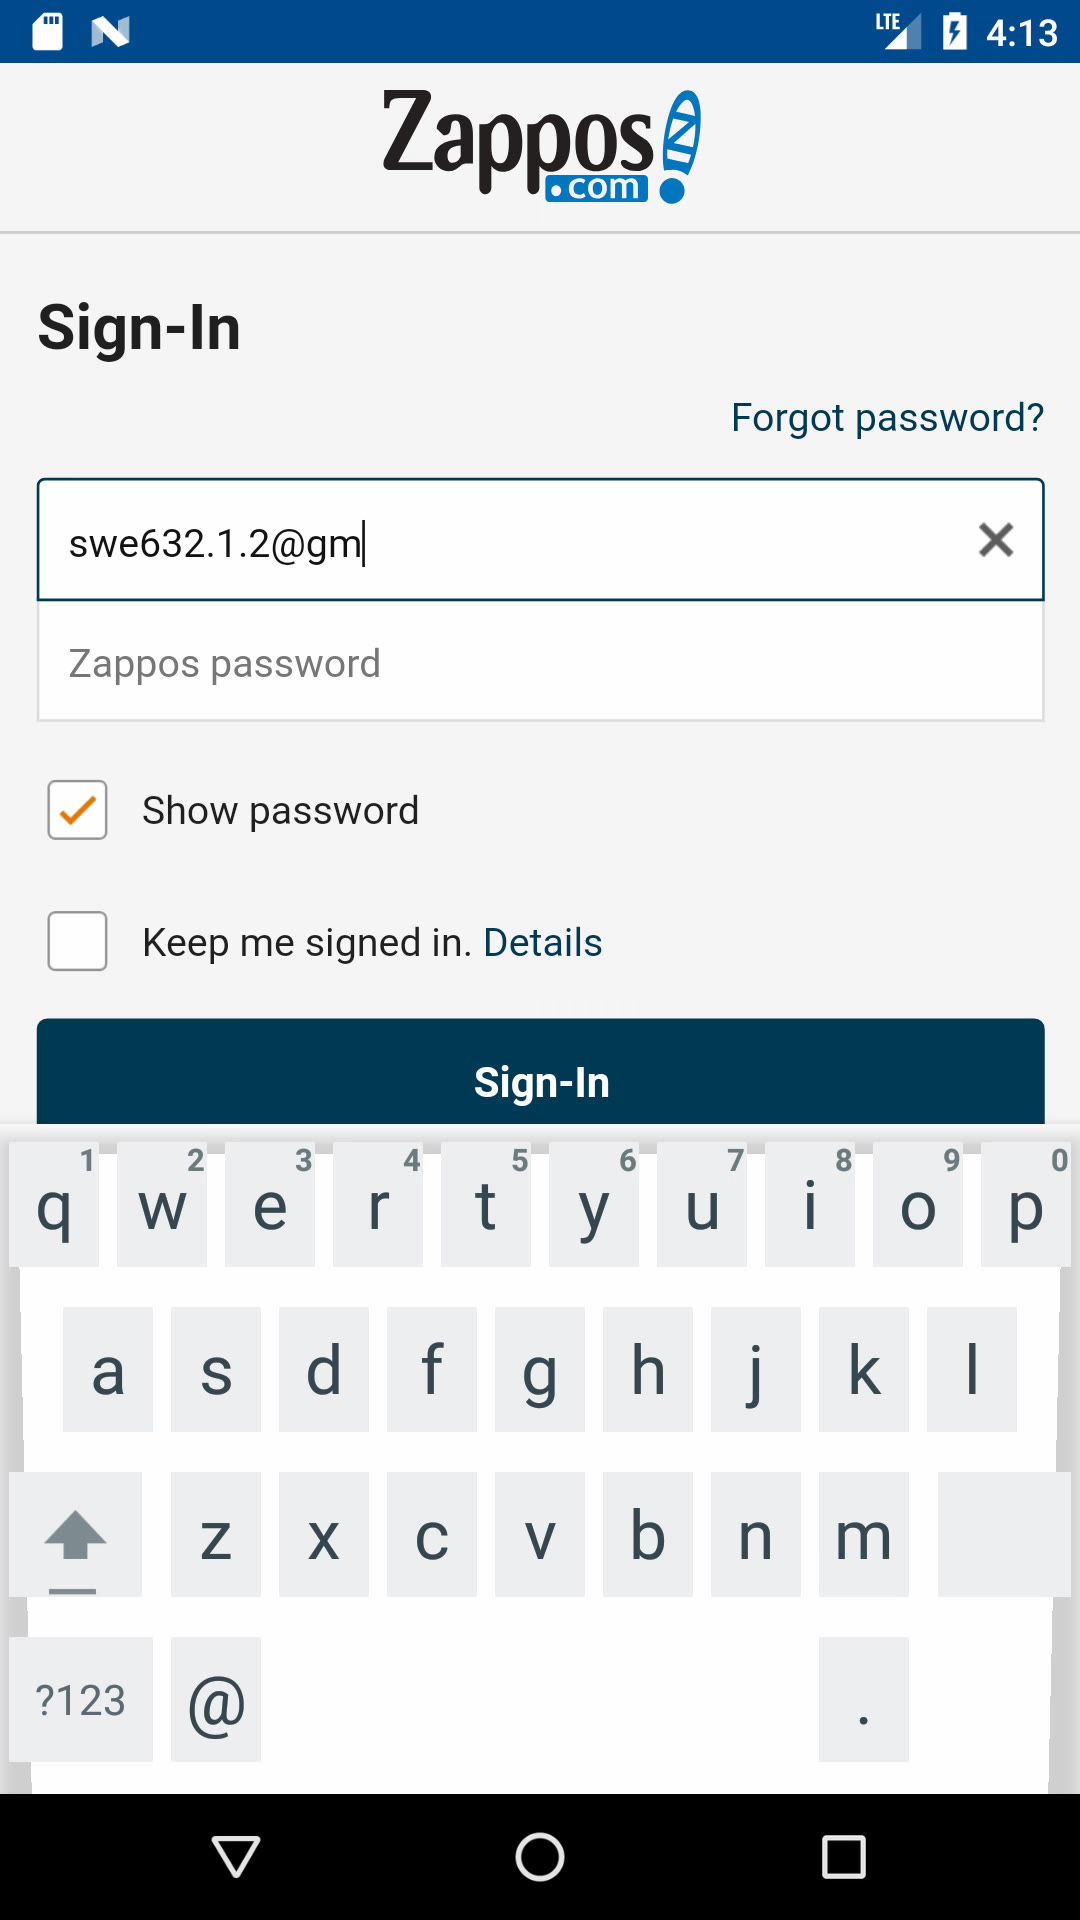 LTE 4:13
Zappos
.com
Sign-In
Forgot password?
swe632.1.2@gm
Zappos password
Show password
Keep me signed in. Details
Sign-In
1 2 3 4 5 6 7 8 9 0
q w e r t y u i o p
a s d f g h j k l
z x c v b n m
?123 @ .